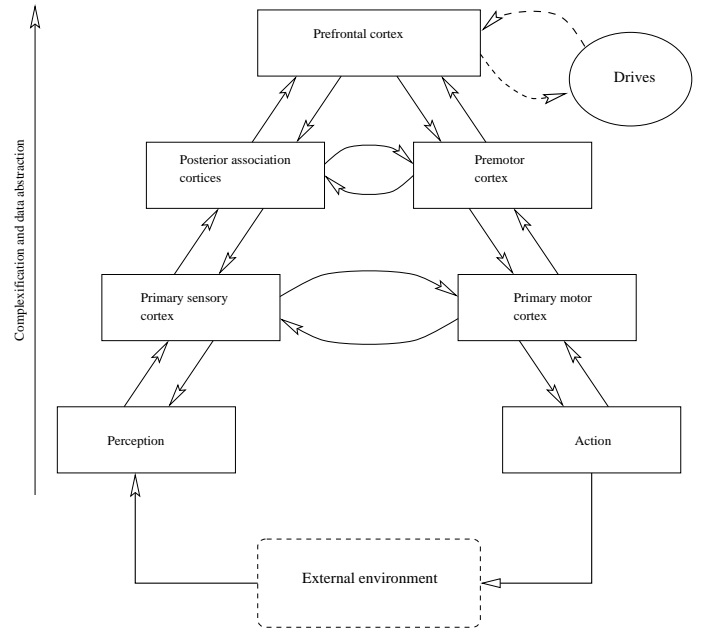 Prefrontal cortex
Drives
Posterior association
cortices
Premotor
cortex
Complexification and data abstraction
Primary sensory
cortex
Primary motor
cortex
Perception
Action
External environment